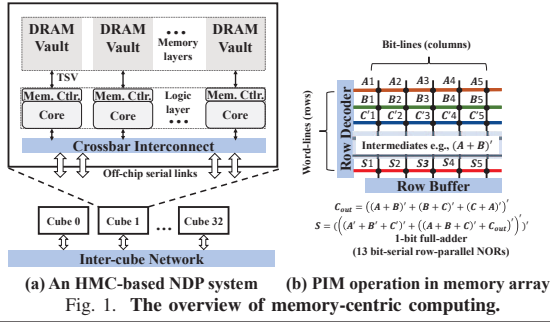 DRAM Vault DRAM Vault ... DRAM Vault
Memory layers
TSV
Mem. Ctlr. Mem. Ctlr. Logic layer Mem. Ctlr.
Core Core ... Core
Crossbar Interconnect
Off-chip serial links
Cube 0 Cube 1 ... Cube 32
Inter-cube Network
(a) An HMC-based NDP system
Bit-lines (columns)
Word-lines (rows)
Row Decoder
A1 A2 A3 A4 A5
B1 B2 B3 B4 B5
C'1 C'2 C'3 C'4 C'5
Intermediates e.g., (A + B)'
S1 S2 S3 S4 S5
Row Buffer
C_out = ((A + B)' + (B + C)' + (C + A)')'
S = (((A' + B' + C')' + ((A + B + C)' + C_out)')')'
1-bit full-adder
(13 bit-serial row-parallel NORs)
(b) PIM operation in memory array
Fig. 1. The overview of memory-centric computing.